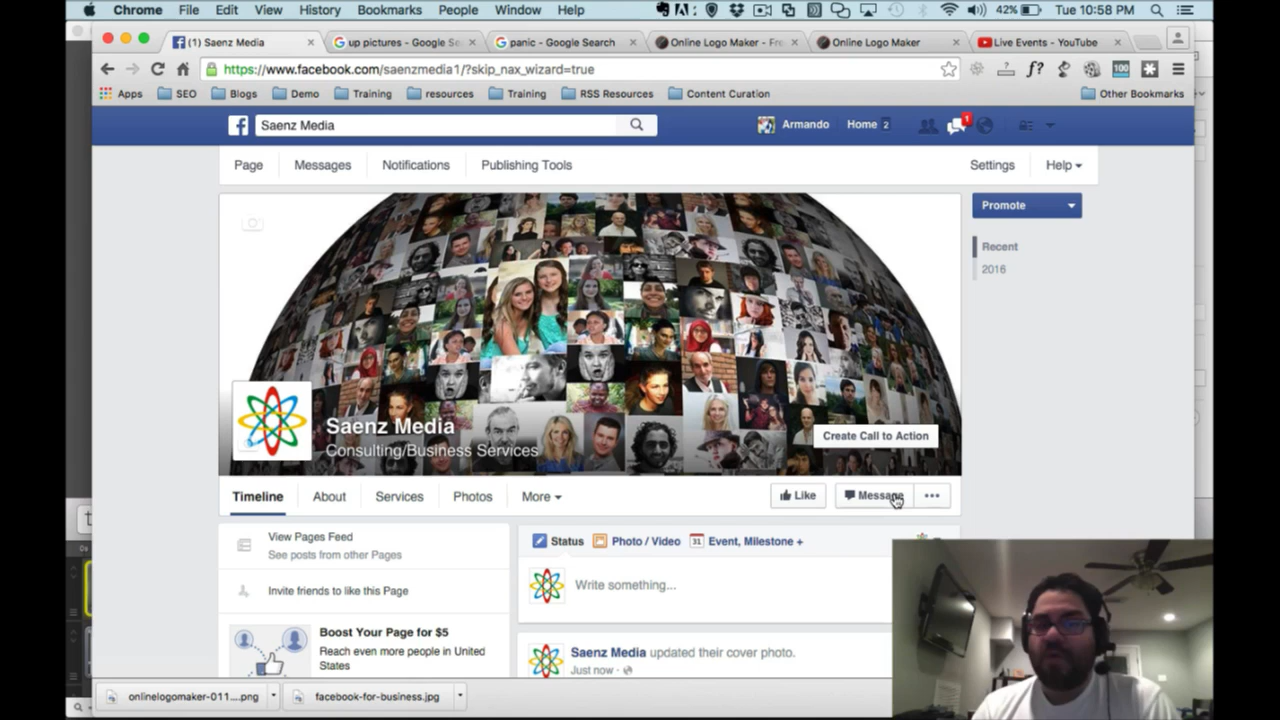 Chrome File Edit View History Bookmarks People Window Help 42% Tue 10:58 PM
(1) Saenz Media up pictures - Google Se panic - Google Search Online Logo Maker - Fre Online Logo Maker Live Events - YouTube
https://www.facebook.com/saenzmedia1/?skip_nax_wizard=true
Apps SEO Blogs Demo Training resources Training RSS Resources Content Curation Other Bookmarks
Saenz Media Armando Home 2 1
Page Messages Notifications Publishing Tools Settings Help
Promote
Recent
2016
Saenz Media
Consulting/Business Services
Create Call to Action
Timeline About Services Photos More Like Message
View Pages Feed
See posts from other Pages
Invite friends to like this Page
Boost Your Page for $5
Reach even more people in United States
Status Photo / Video 31 Event, Milestone +
Write something...
Saenz Media updated their cover photo.
Just now
onlinelogomaker-011....png facebook-for-business.jpg